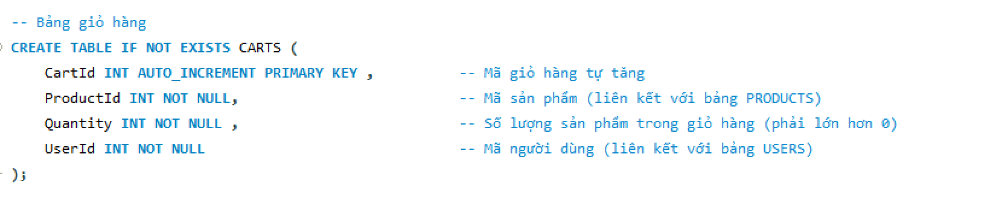 -- Bảng giỏ hàng
CREATE TABLE IF NOT EXISTS CARTS (
    CartId INT AUTO_INCREMENT PRIMARY KEY ,          -- Mã giỏ hàng tự tăng
    ProductId INT NOT NULL,                          -- Mã sản phẩm (liên kết với bảng PRODUCTS)
    Quantity INT NOT NULL ,                          -- Số lượng sản phẩm trong giỏ hàng (phải lớn hơn 0)
    UserId INT NOT NULL                              -- Mã người dùng (liên kết với bảng USERS)
);